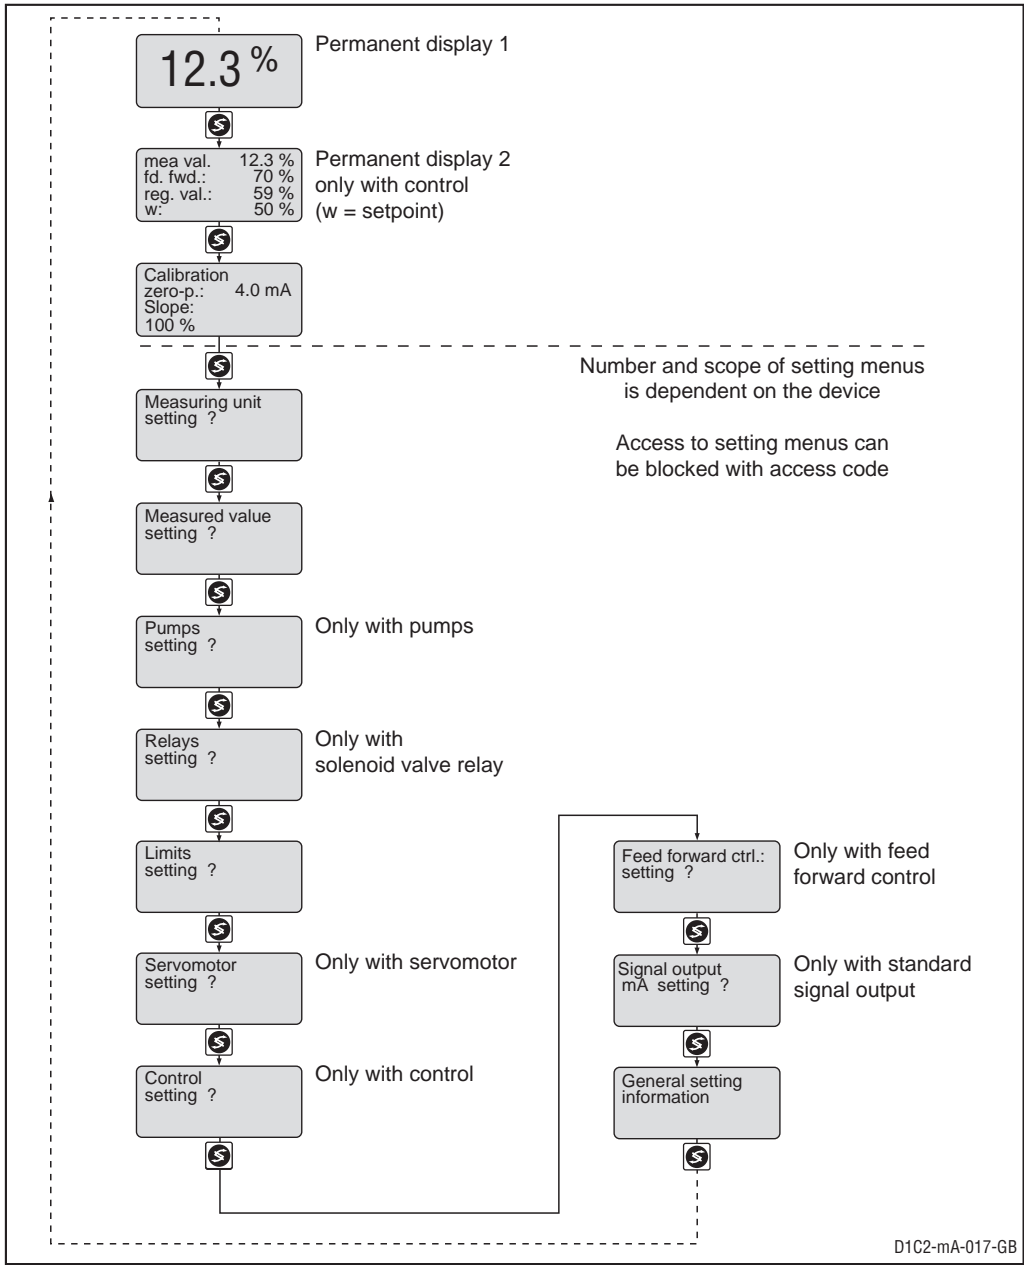 12.3 %
Permanent display 1
mea val. 12.3 %
fd. fwd.: 70 %
reg. val.: 59 %
w: 50 %
Permanent display 2
only with control
(w = setpoint)
Calibration
zero-p.: 4.0 mA
Slope:
100 %
Number and scope of setting menus
is dependent on the device
Access to setting menus can
be blocked with access code
Measuring unit
setting ?
Measured value
setting ?
Pumps
setting ?
Only with pumps
Relays
setting ?
Only with
solenoid valve relay
Limits
setting ?
Servomotor
setting ?
Only with servomotor
Control
setting ?
Only with control
Feed forward ctrl.:
setting ?
Only with feed
forward control
Signal output
mA setting ?
Only with standard
signal output
General setting
information
D1C2-mA-017-GB